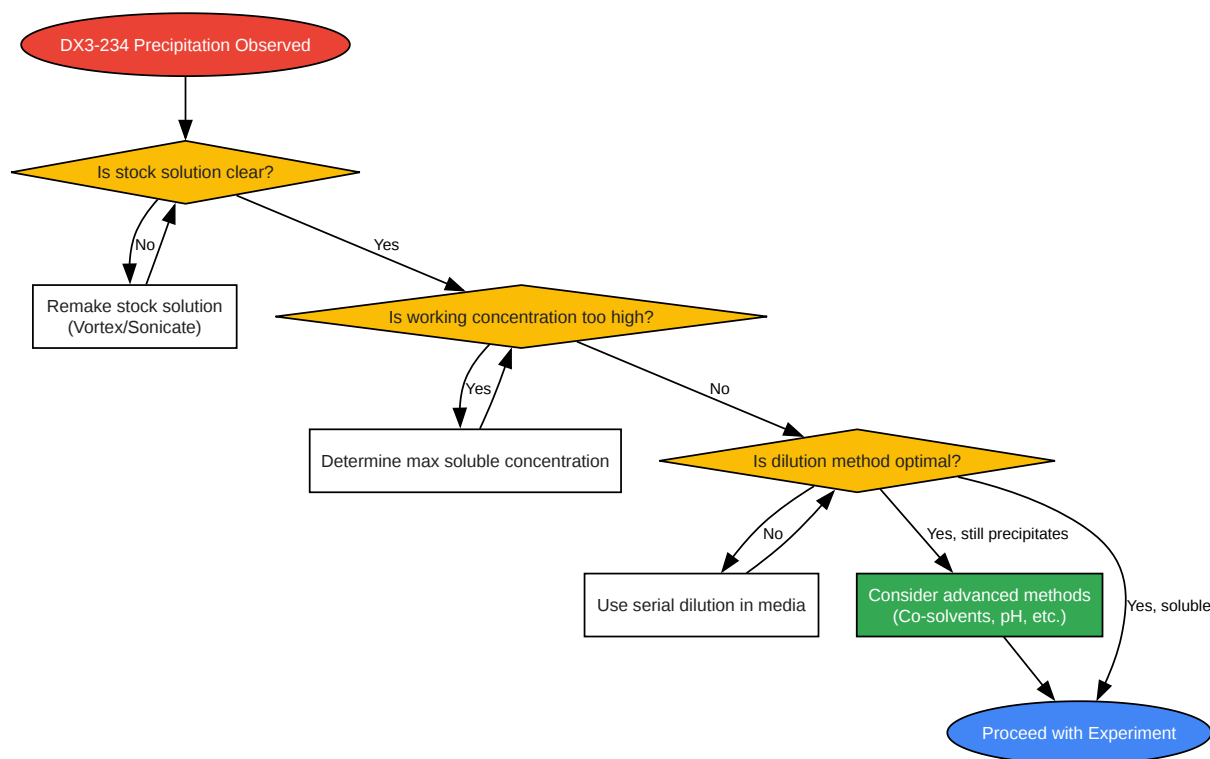 DX3-234 Precipitation Observed
Is stock solution clear?
No
Yes
Remake stock solution
(Vortex/Sonicate)
Is working concentration too high?
Yes
No
Determine max soluble concentration
Is dilution method optimal?
No
Yes, still precipitates
Use serial dilution in media
Consider advanced methods
(Co-solvents, pH, etc.)
Yes, soluble
Proceed with Experiment